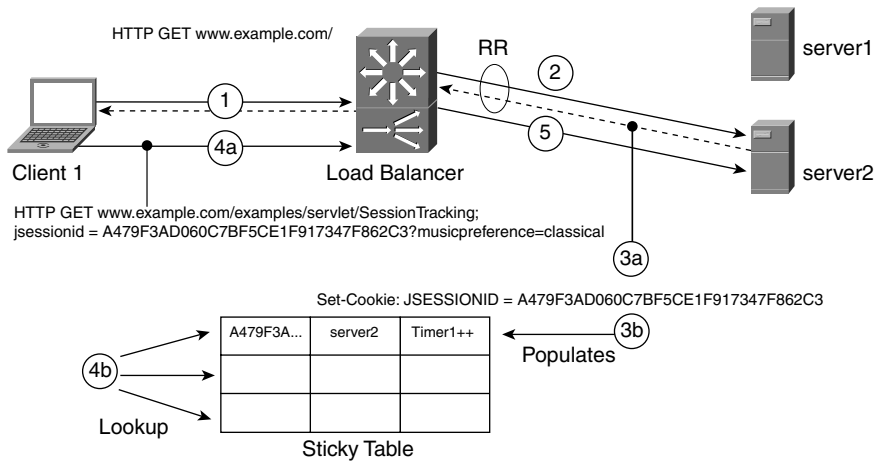 HTTP GET www.example.com/
RR
2
server1
1
5
4a
Client 1
Load Balancer
server2
HTTP GET www.example.com/examples/servlet/SessionTracking;
jsessionid = A479F3AD060C7BF5CE1F917347F862C3?musicpreference=classical
3a
Set-Cookie: JSESSIONID = A479F3AD060C7BF5CE1F917347F862C3
A479F3A... server2 Timer1++
3b
Populates
4b
Lookup
Sticky Table